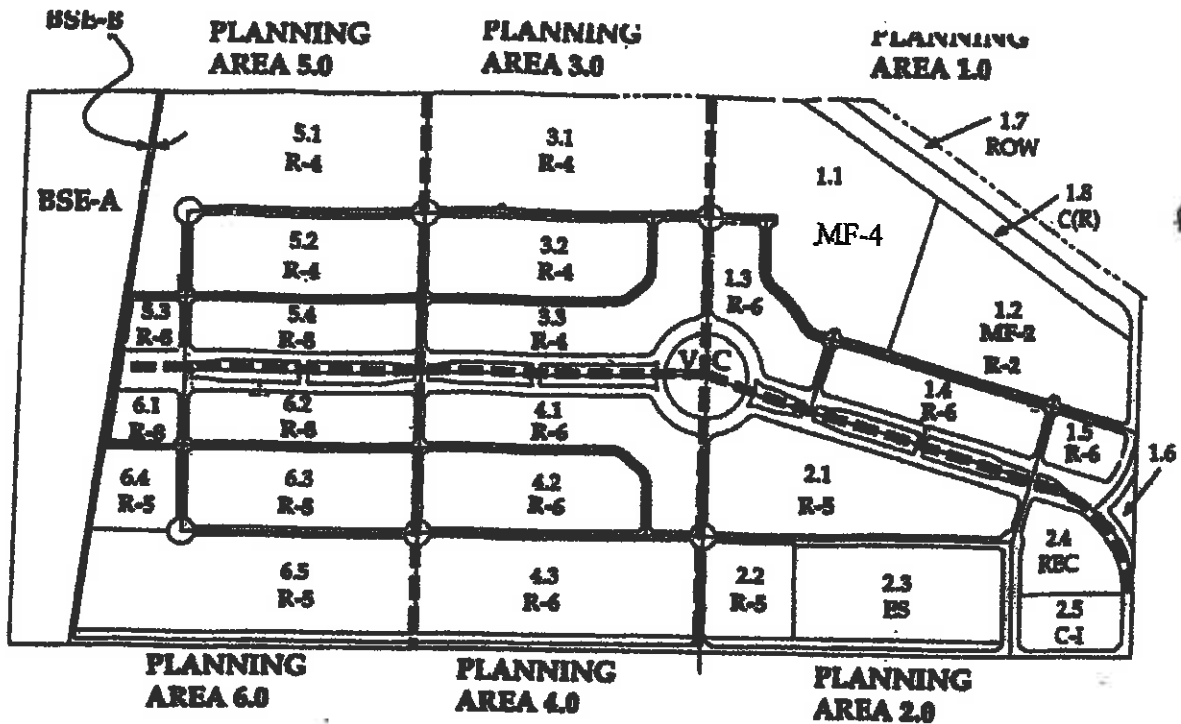 BSE-B
PLANNING
AREA 5.0
PLANNING
AREA 3.0
PLANNING
AREA 1.0
1.7
ROW
5.1
R-4
3.1
R-4
1.1
MF-4
1.8
C(R)
BSE-A
5.2
R-4
3.2
R-4
1.3
R-6
1.2
MF-2
R-2
5.3
R-6
5.4
R-6
3.3
R-4
V C
1.4
R-6
1.5
R-6
1.6
6.1
R-6
6.2
R-6
4.1
R-6
6.4
R-5
6.3
R-5
4.2
R-6
2.1
R-5
2.4
REC
6.5
R-5
4.3
R-6
2.2
R-5
2.3
ES
2.5
C-I
PLANNING
AREA 6.0
PLANNING
AREA 4.0
PLANNING
AREA 2.0